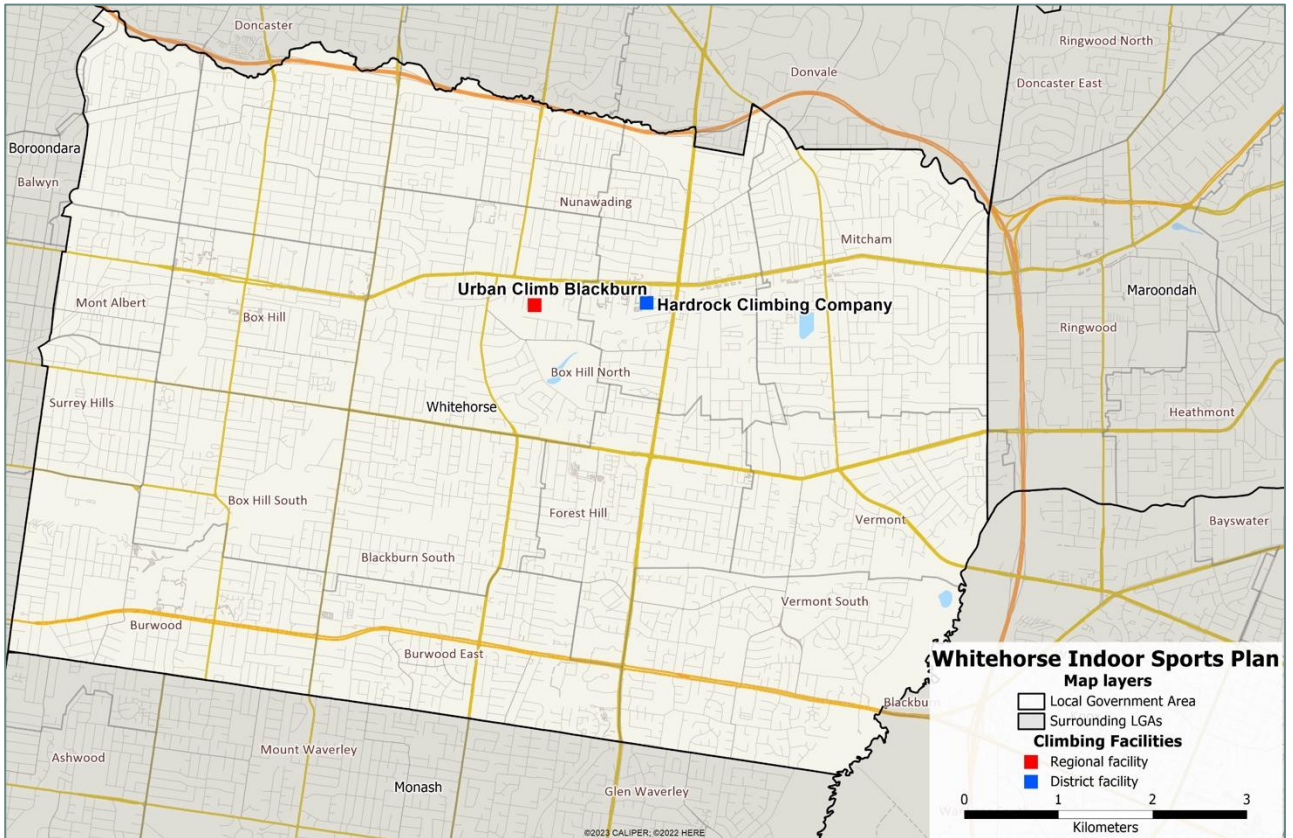 Doncaster
Ringwood North
Donvale
Doncaster East
Boroondara
Balwyn
Nunawading
Mitcham
Urban Climb Blackburn
Maroondah
Mont Albert
Hardrock Climbing Company
Box Hill
Ringwood
Box Hill North
Surrey Hills
Whitehorse
Heathmont
Box Hill South
Forest Hill
Vermont
Bayswater
Blackburn South
Vermont South
Burwood
Burwood East
Blackburn
Ashwood
Mount Waverley
Monash
Glen Waverley
Whitehorse Indoor Sports Plan
Map layers
Local Government Area
Surrounding LGAs
Climbing Facilities
Regional facility
District facility
0 1 2 3
Kilometers
©2023 CALIPER; ©2022 HERE